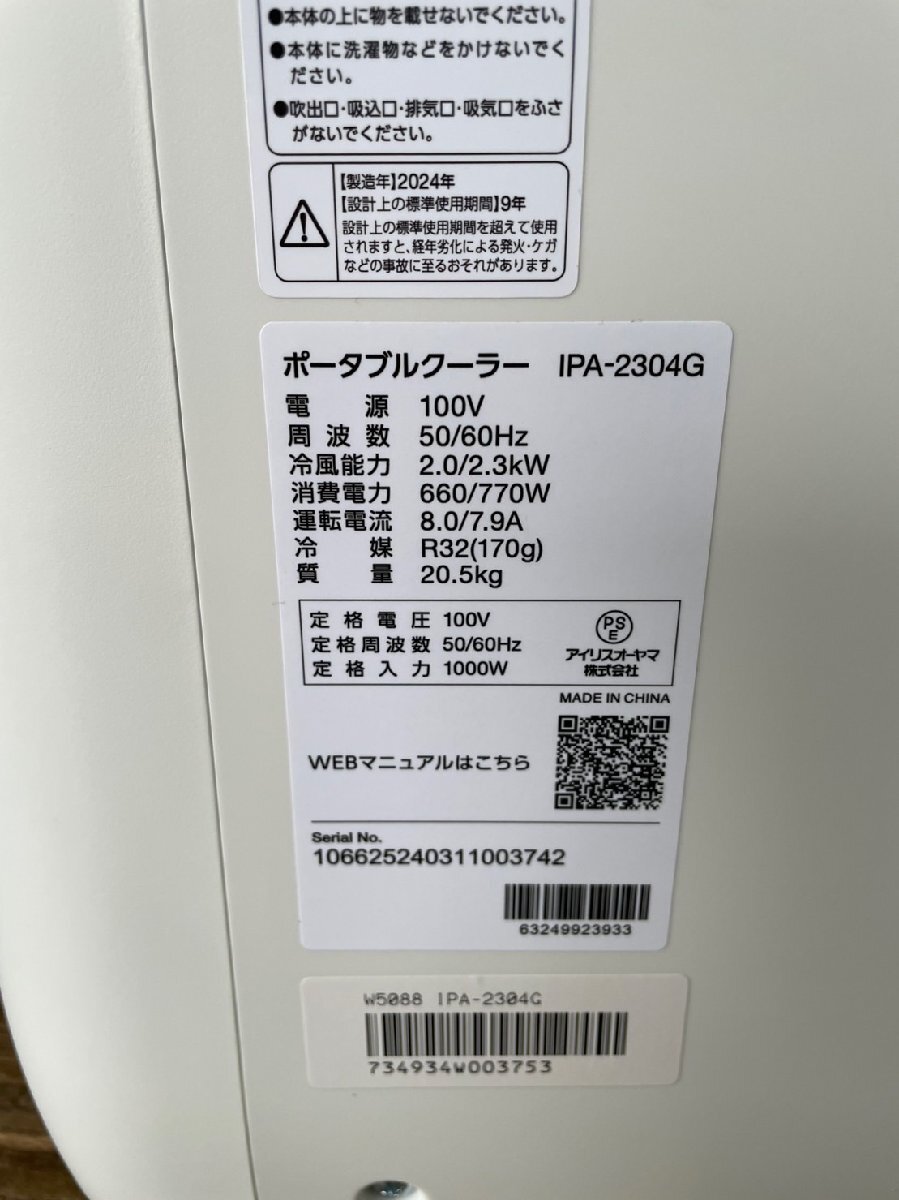 ●本体の上に物を載せないでください。
●本体に洗濯物などをかけないでく
ださい。
●吹出口・吸込口・排気口・吸気口をふさ
がないでください。
【製造年】2024年
【設計上の標準使用期間】9年
設計上の標準使用期間を超えて使用
されますと、経年劣化による発火・ケガ
などの事故に至るおそれがあります。
ポータブルクーラー IPA-2304G
電源 100V
周波数 50/60Hz
冷風能力 2.0/2.3kW
消費電力 660/770W
運転電流 8.0/7.9A
冷媒 R32(170g)
質量 20.5kg
定格電圧 100V
定格周波数 50/60Hz
定格入力 1000W
PS
E
アイリスオーヤマ
株式会社
MADE IN CHINA
WEBマニュアルはこちら
Serial No.
106625240311003742
63249923933
W5088 IPA-2304G
734934W003753